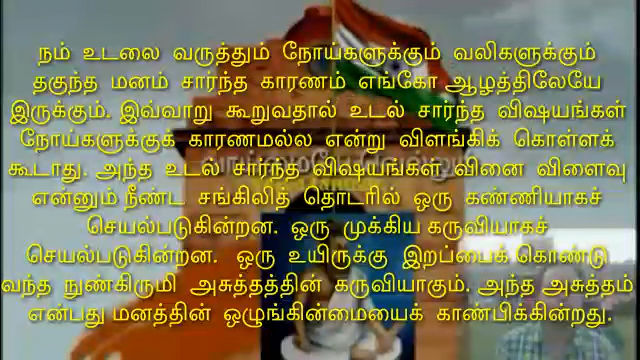 நம் உடலை வருத்தும் நோய்களுக்கும் வலிகளுக்கும்
தகுந்த மனம் சார்ந்த காரணம் எங்கோ ஆழத்திலேயே
இருக்கும். இவ்வாறு கூறுவதால் உடல் சார்ந்த விஷயங்கள்
நோய்களுக்குக் காரணமல்ல என்று விளங்கிக் கொள்ளக்
கூடாது. அந்த உடல் சார்ந்த விஷயங்கள் வினை விளைவு
என்னும் நீண்ட சங்கிலித் தொடரில் ஒரு கண்ணியாகச்
செயல்படுகின்றன. ஒரு முக்கிய கருவியாகச்
செயல்படுகின்றன. ஒரு உயிருக்கு இறப்பைக் கொண்டு
வந்த நுண்கிருமி அசுத்தத்தின் கருவியாகும். அந்த அசுத்தம்
என்பது மனத்தின் ஒழுங்கின்மையைக் காண்பிக்கின்றது.